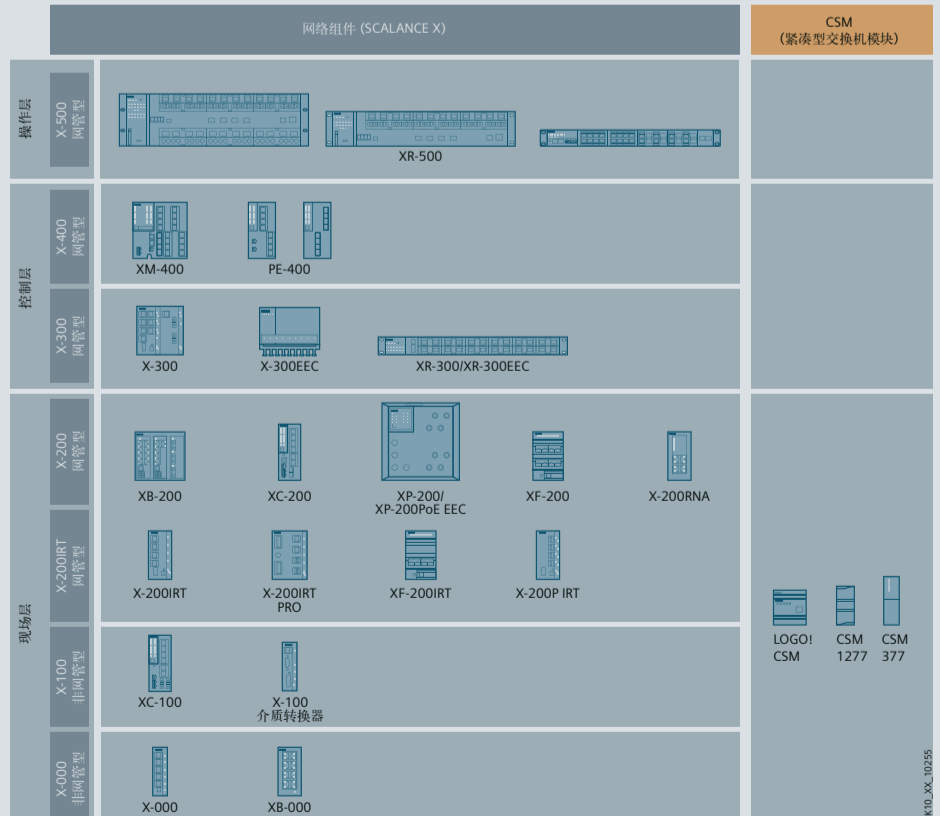 网络组件 (SCALANCE X)
CSM
(紧凑型交换机模块)
操作层
X-500
网管型
XR-500
控制层
X-400
网管型
XM-400
PE-400
X-300
网管型
X-300
X-300EEC
XR-300/XR-300EEC
现场层
X-200
网管型
XB-200
XC-200
XP-200/
XP-200PoE EEC
XF-200
X-200RNA
X-200IRT
网管型
X-200IRT
X-200IRT
PRO
XF-200IRT
X-200P IRT
X-100
非网管型
XC-100
X-100
介质转换器
X-000
非网管型
X-000
XB-000
LOGO!
CSM
CSM
1277
CSM
377
K10_XX_10255